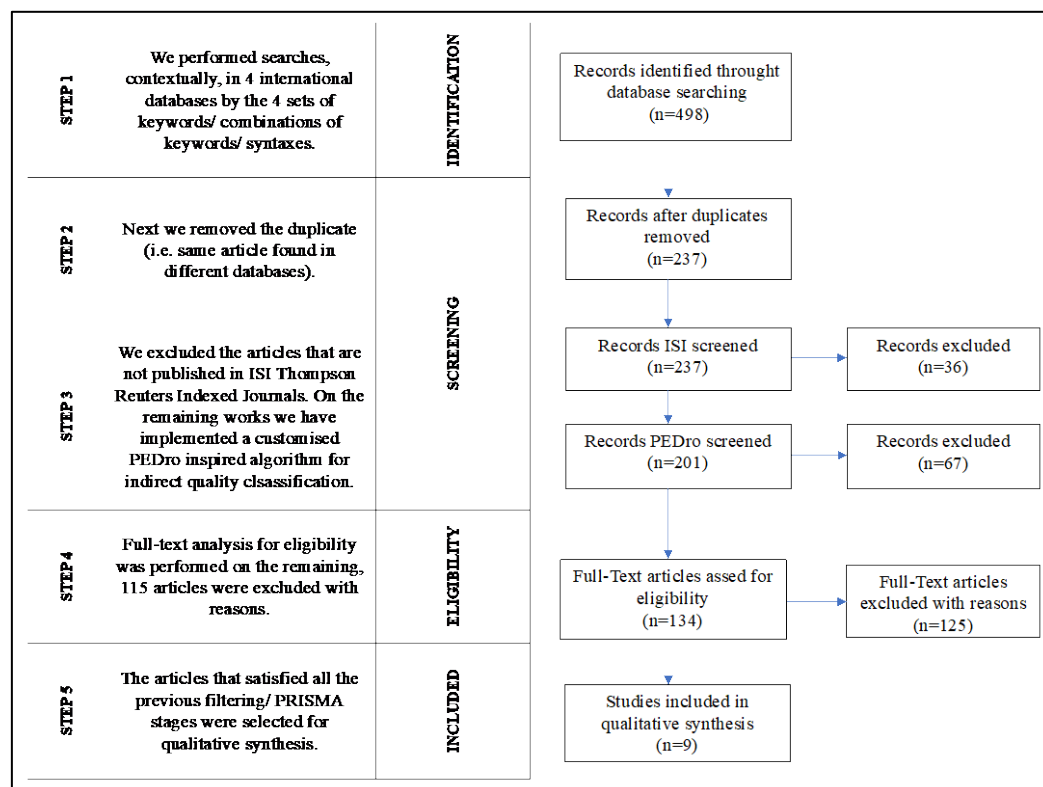 STEP 1
We performed searches,
contextually, in 4 international
databases by the 4 sets of
keywords/ combinations of
keywords/ syntaxes.
IDENTIFICATION
Records identified throught
database searching
(n=498)
STEP 2
Next we removed the duplicate
(i.e. same article found in
different databases).
SCREENING
Records after duplicates
removed
(n=237)
STEP 3
We excluded the articles that are
not published in ISI Thompson
Reuters Indexed Journals. On the
remaining works we have
implemented a customised
PEDro inspired algorithm for
indirect quality clsassification.
Records ISI screened
(n=237)
Records excluded
(n=36)
Records PEDro screened
(n=201)
Records excluded
(n=67)
STEP 4
Full-text analysis for eligibility
was performed on the remaining,
115 articles were excluded with
reasons.
ELIGIBILITY
Full-Text articles assed for
eligibility
(n=134)
Full-Text articles
excluded with reasons
(n=125)
STEP 5
The articles that satisfied all the
previous filtering/ PRISMA
stages were selected for
qualitative synthesis.
INCLUDED
Studies included in
qualitative synthesis
(n=9)